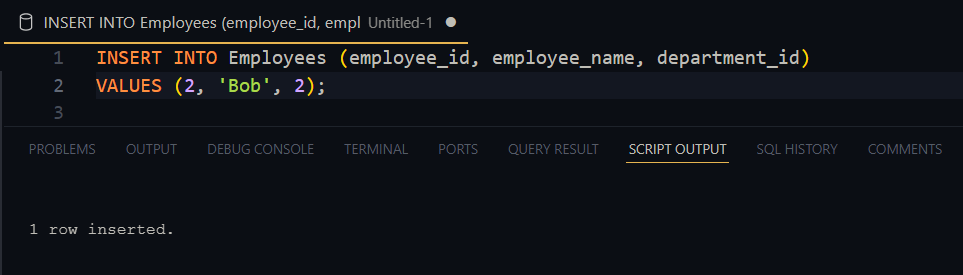 INSERT INTO Employees (employee_id, empl Untitled-1
1 INSERT INTO Employees (employee_id, employee_name, department_id)
2 VALUES (2, 'Bob', 2);
3
PROBLEMS OUTPUT DEBUG CONSOLE TERMINAL PORTS QUERY RESULT SCRIPT OUTPUT SQL HISTORY COMMENTS
1 row inserted.